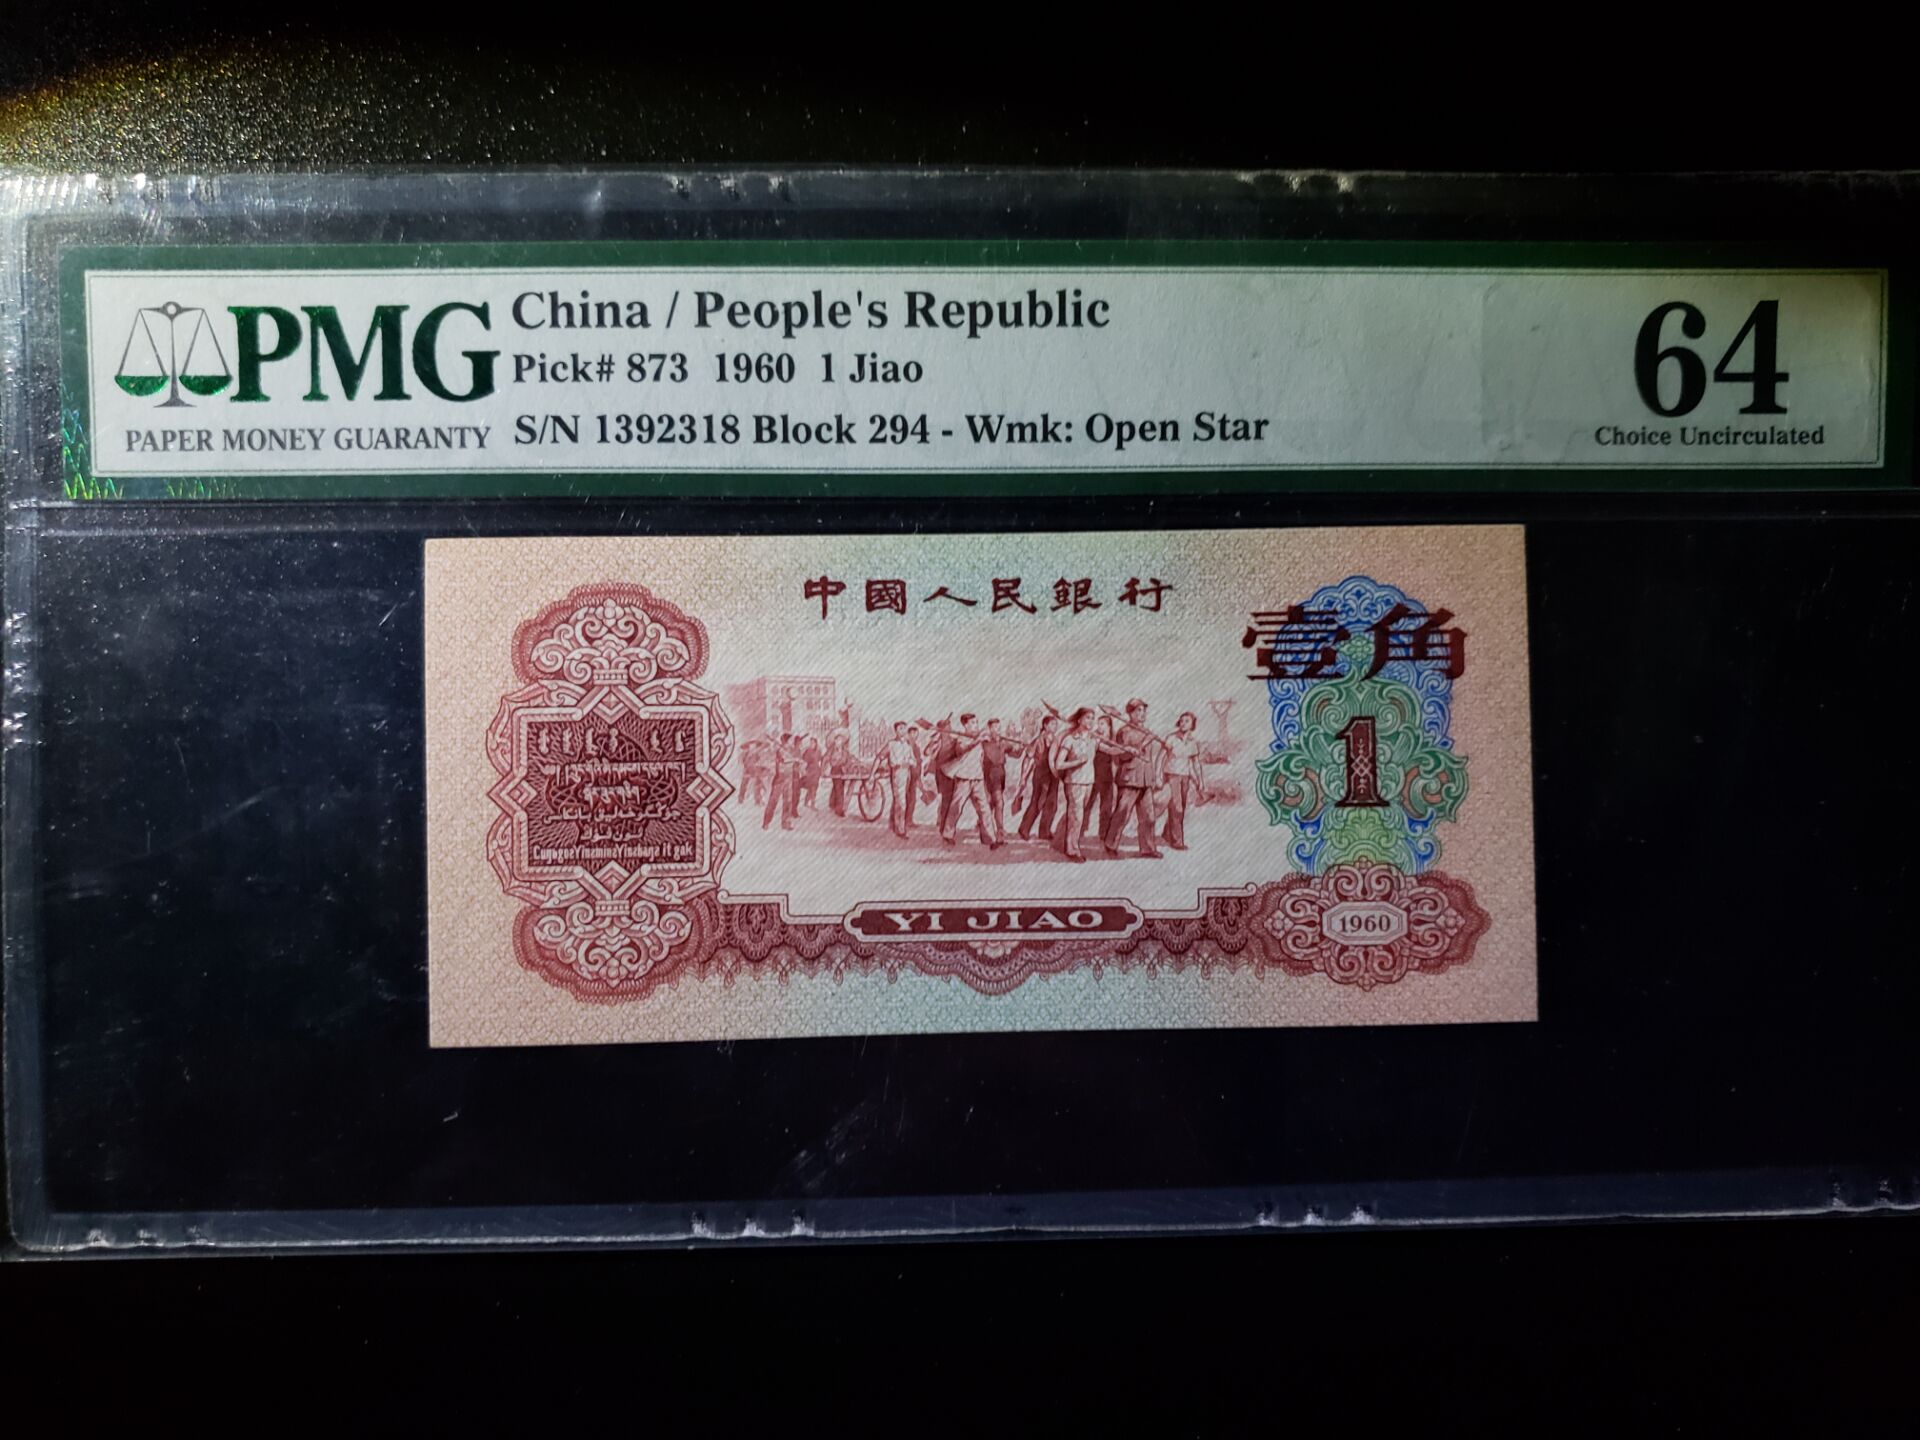 PMG
PAPER MONEY GUARANTY
China / People's Republic
Pick# 873 1960 1 Jiao
S/N 1392318 Block 294 - Wmk: Open Star
64
Choice Uncirculated
中國人民銀行
壹角
1
YI JIAO
1960